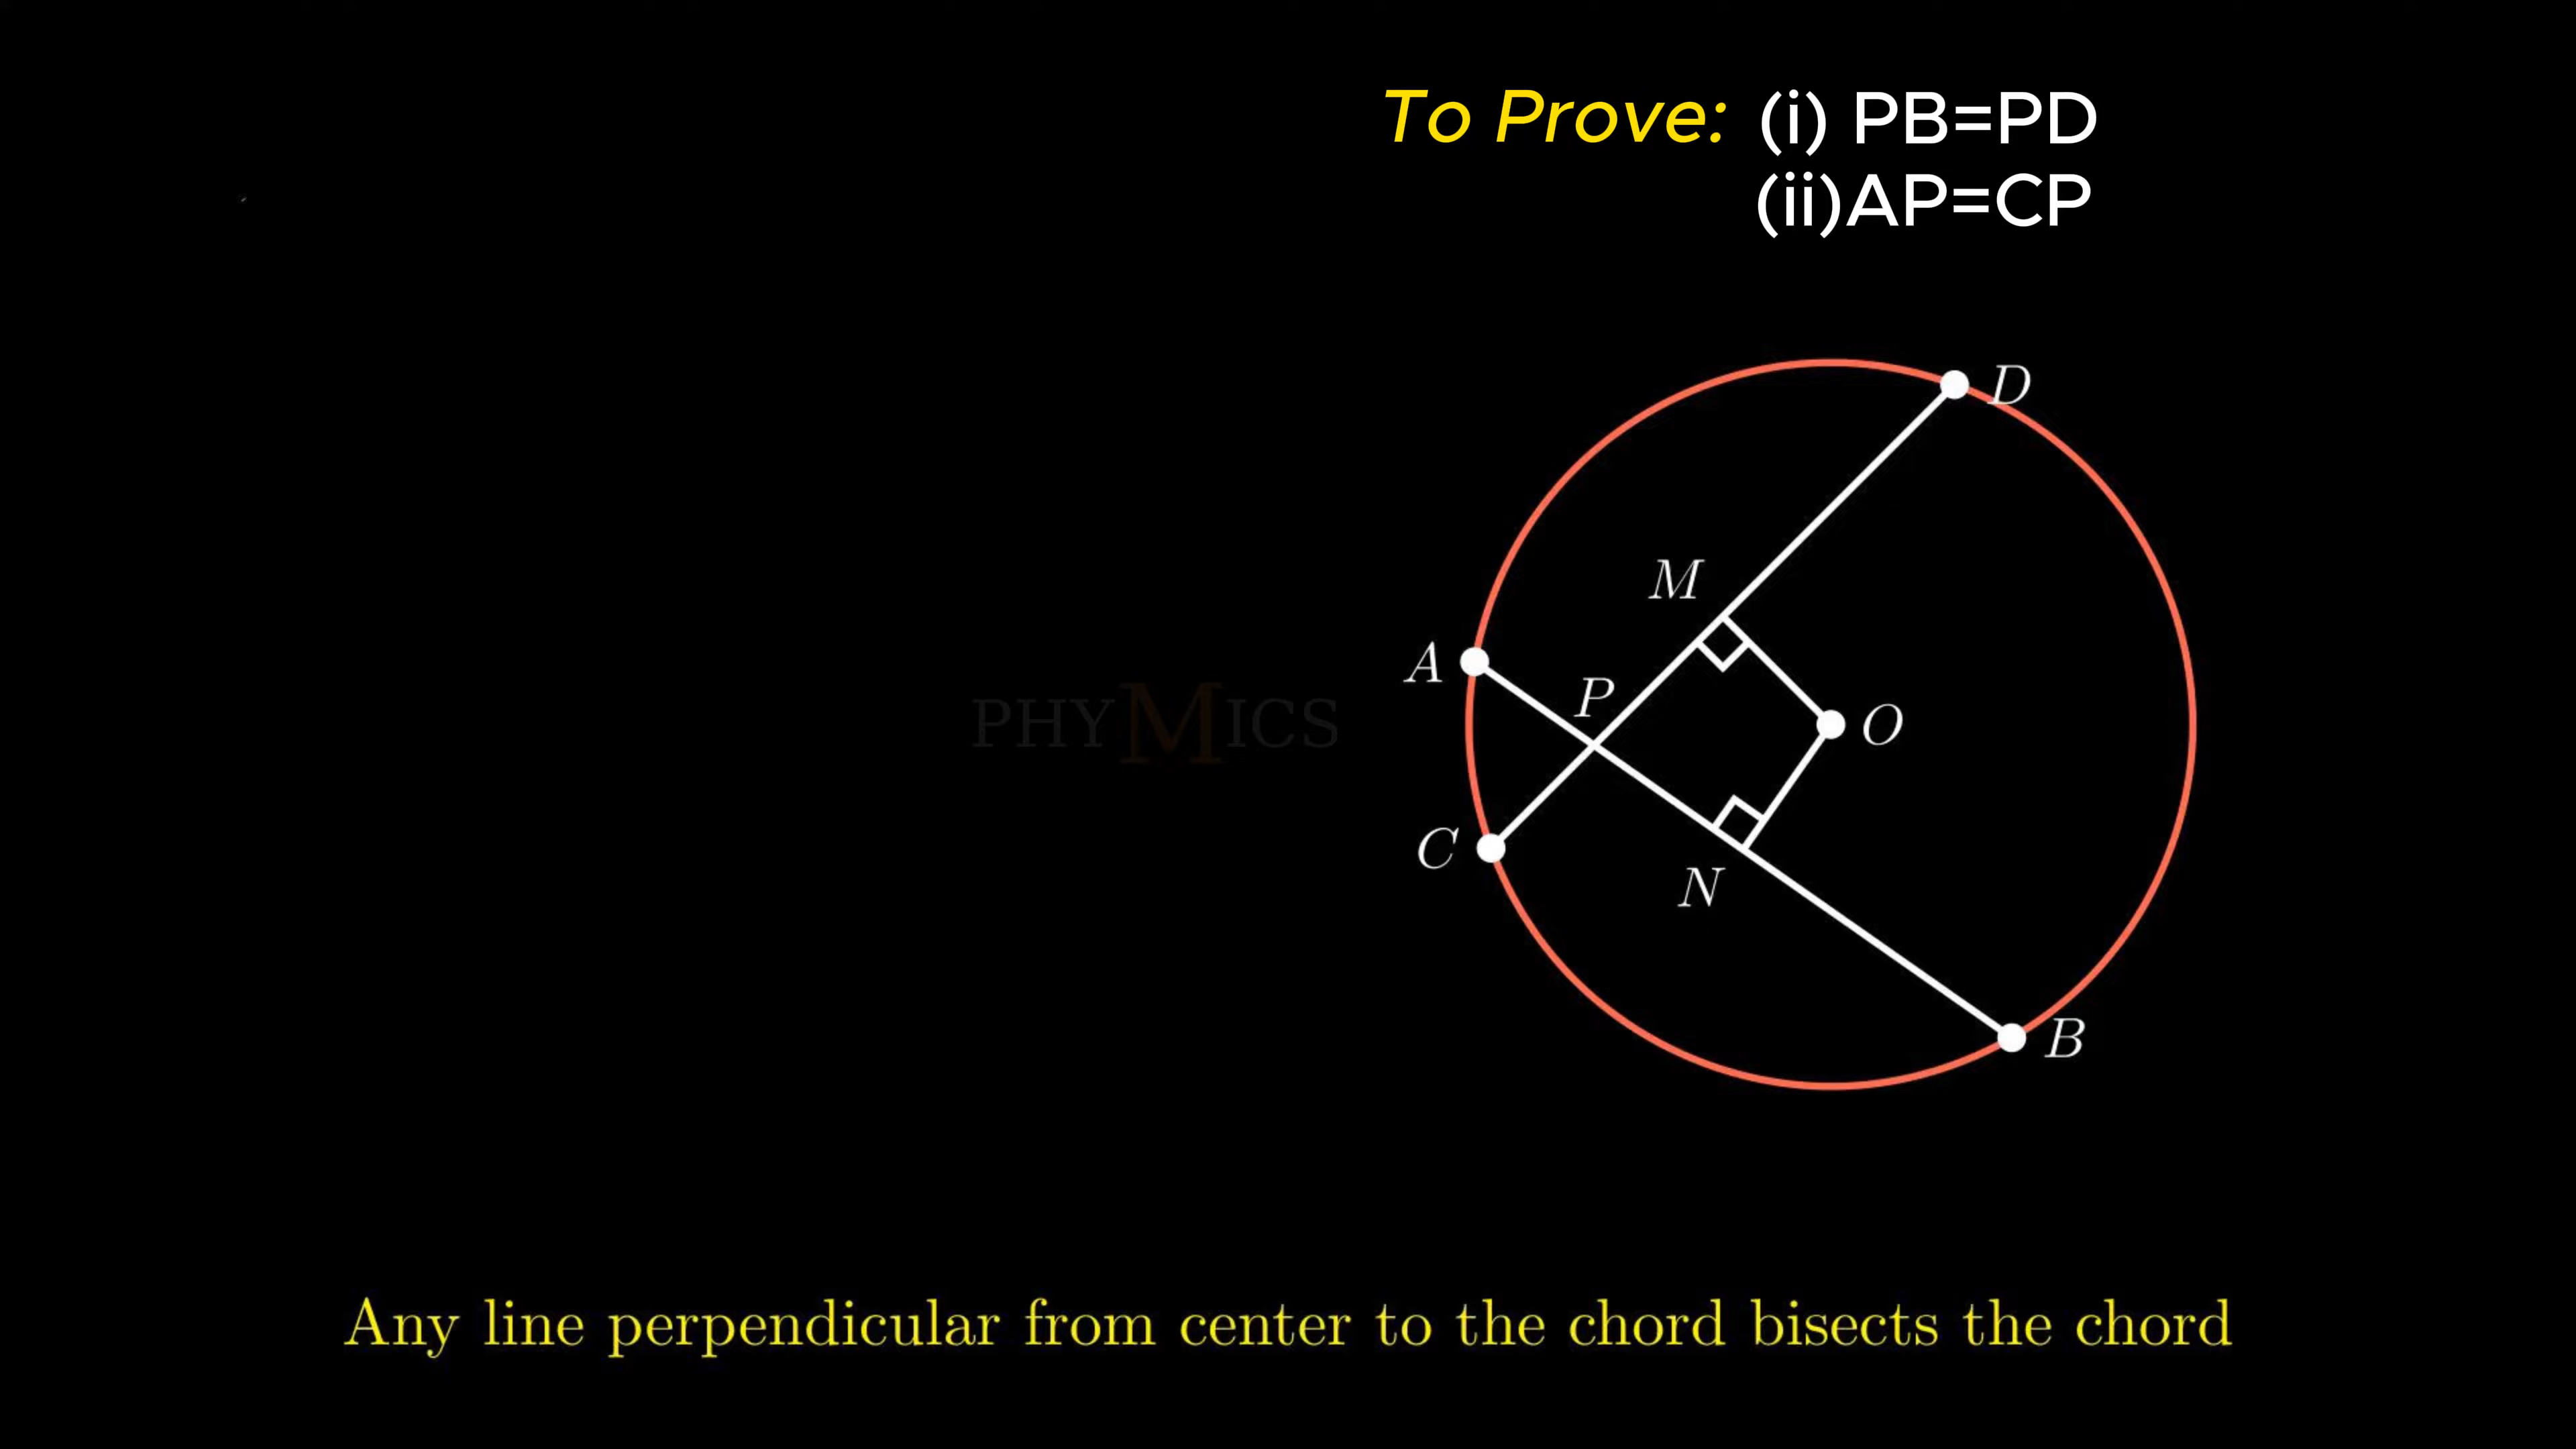 To Prove: (i) PB=PD
(ii)AP=CP
D
M
A
P
PHYMICS
O
C
N
B
Any line perpendicular from center to the chord bisects the chord